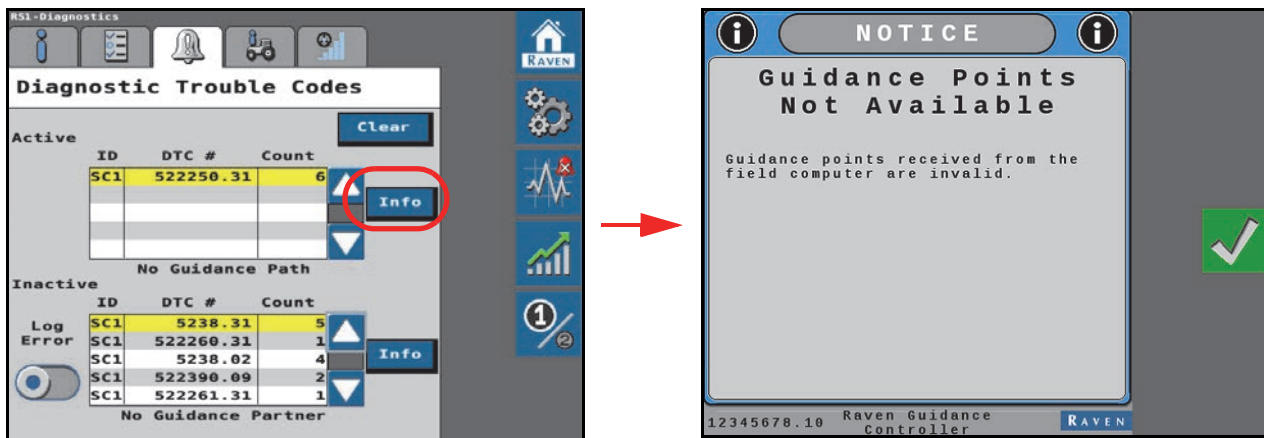 RS1-Diagnostics
RAVEN
Diagnostic Trouble Codes
Clear
Active
ID DTC # Count
SC1 522250.31 6
Info
No Guidance Path
Inactive
ID DTC # Count
Log
Error
SC1 5238.31 5
SC1 522260.31 1
SC1 5238.02 4
SC1 522390.09 2
SC1 522261.31 1
Info
No Guidance Partner
1/2
i NOTICE i
Guidance Points
Not Available
Guidance points received from the
field computer are invalid.
12345678.10 Raven Guidance
Controller
RAVEN